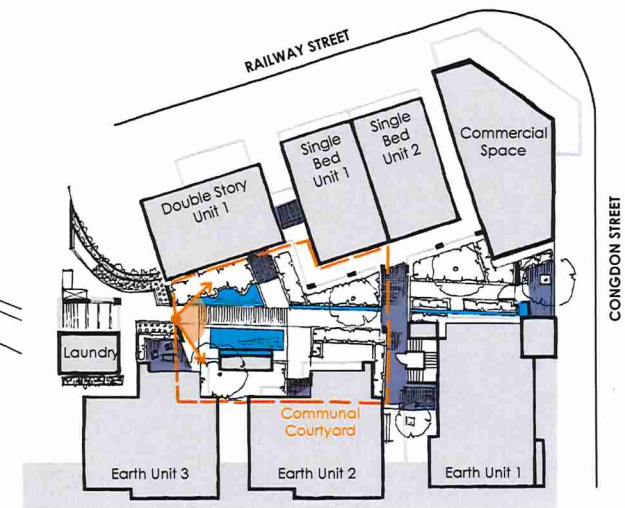 RAILWAY STREET
CONGDON STREET
Single
Bed
Unit 1
Single
Bed
Unit 2
Commercial
Space
Double Story
Unit 1
Laundry
Communal
Courtyard
Earth Unit 3
Earth Unit 2
Earth Unit 1